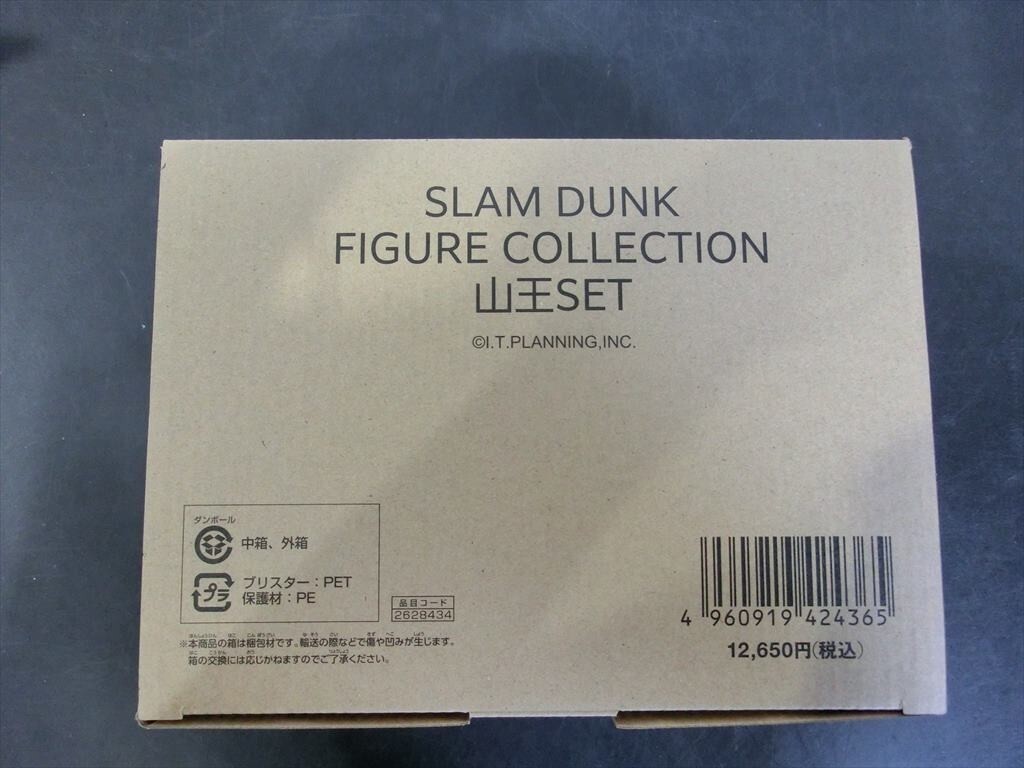 SLAM DUNK
FIGURE COLLECTION
山王SET
©I.T.PLANNING,INC.
ダンボール
中箱、外箱
プラ
ブリスター：PET
保護材：PE
品目コード
2628434
※本商品の箱は梱包材です。輸送の際などで傷や凹みが生じます。
箱の交換には応じかねますのでご了承ください。
4 960919 424365
12,650円(税込)